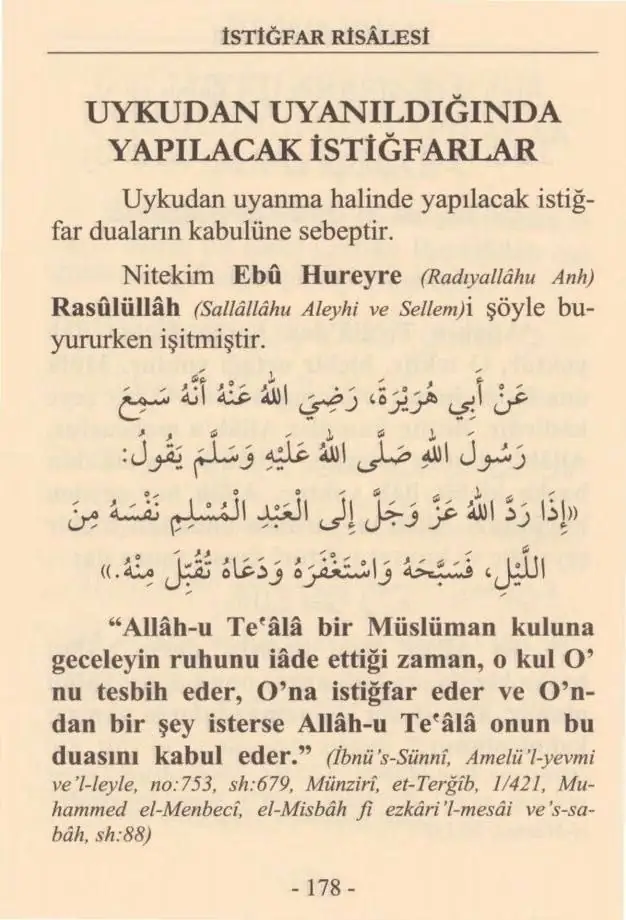 İSTİĞFAR RİSÂLESİ
UYKUDAN UYANILDIĞINDA
YAPILACAK İSTİĞFARLAR
Uykudan uyanma halinde yapılacak istiğ-
far duaların kabulüne sebeptir.
Nitekim Ebû Hureyre (Radıyallâhu Anh)
Rasûlüllâh (Sallâllâhu Aleyhi ve Sellem)i şöyle bu-
yururken işitmiştir.
عَنْ أَبِي هُرَيْرَةَ، رَضِيَ اللهُ عَنْهُ أَنَّهُ سَمِعَ
رَسُولَ اللهِ صَلَّى اللهُ عَلَيْهِ وَسَلَّمَ يَقُولُ:
«إِذَا رَدَّ اللهُ عَزَّ وَجَلَّ إِلَى الْعَبْدِ الْمُسْلِمِ نَفْسَهُ مِنَ
اللَّيْلِ، فَسَبَّحَهُ وَاسْتَغْفَرَهُ وَدَعَاهُ تُقُبِّلَ مِنْهُ.»
“Allâh-u Te‘âlâ bir Müslüman kuluna
geceleyin ruhunu iâde ettiği zaman, o kul O’
nu tesbih eder, O’na istiğfar eder ve O’n-
dan bir şey isterse Allâh-u Te‘âlâ onun bu
duasını kabul eder.” (İbnü’s-Sünnî, Amelü’l-yevmi
ve’l-leyle, no:753, sh:679, Münzirî, et-Terğîb, 1/421, Mu-
hammed el-Menbecî, el-Misbâh fî ezkâri’l-mesâi ve’s-sa-
bâh, sh:88)
- 178 -